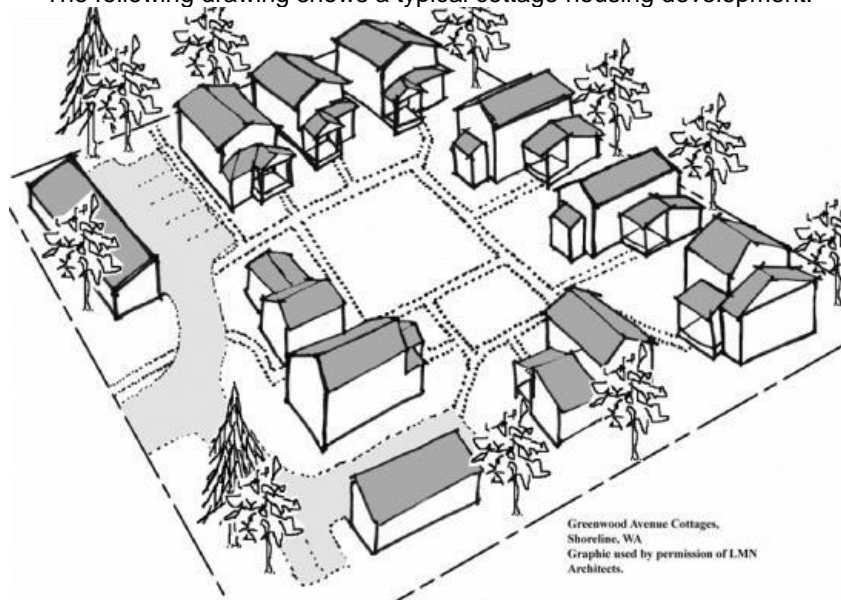 The following drawing shows a typical cottage housing development.
Greenwood Avenue Cottages,
Shoreline, WA
Graphic used by permission of LMN
Architects.